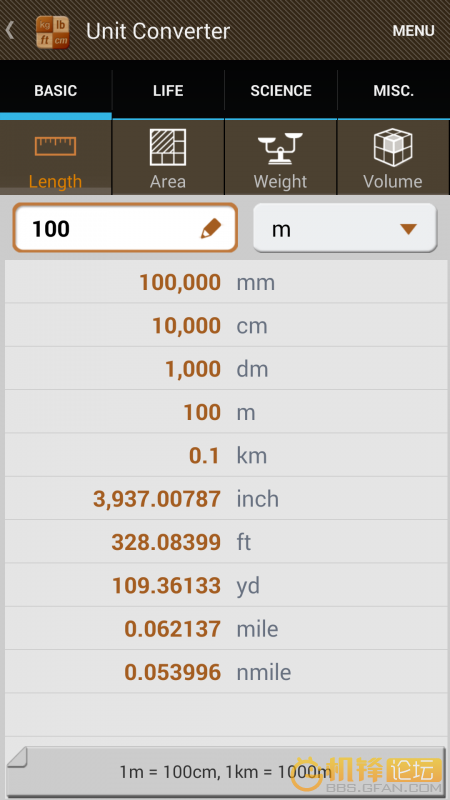 kg lb
ft cm
Unit Converter
MENU
BASIC LIFE SCIENCE MISC.
Length Area Weight Volume
100 m
100,000 mm
10,000 cm
1,000 dm
100 m
0.1 km
3,937.00787 inch
328.08399 ft
109.36133 yd
0.062137 mile
0.053996 nmile
1m = 100cm, 1km = 1000m
机锋论坛
BBS.GFAN.COM